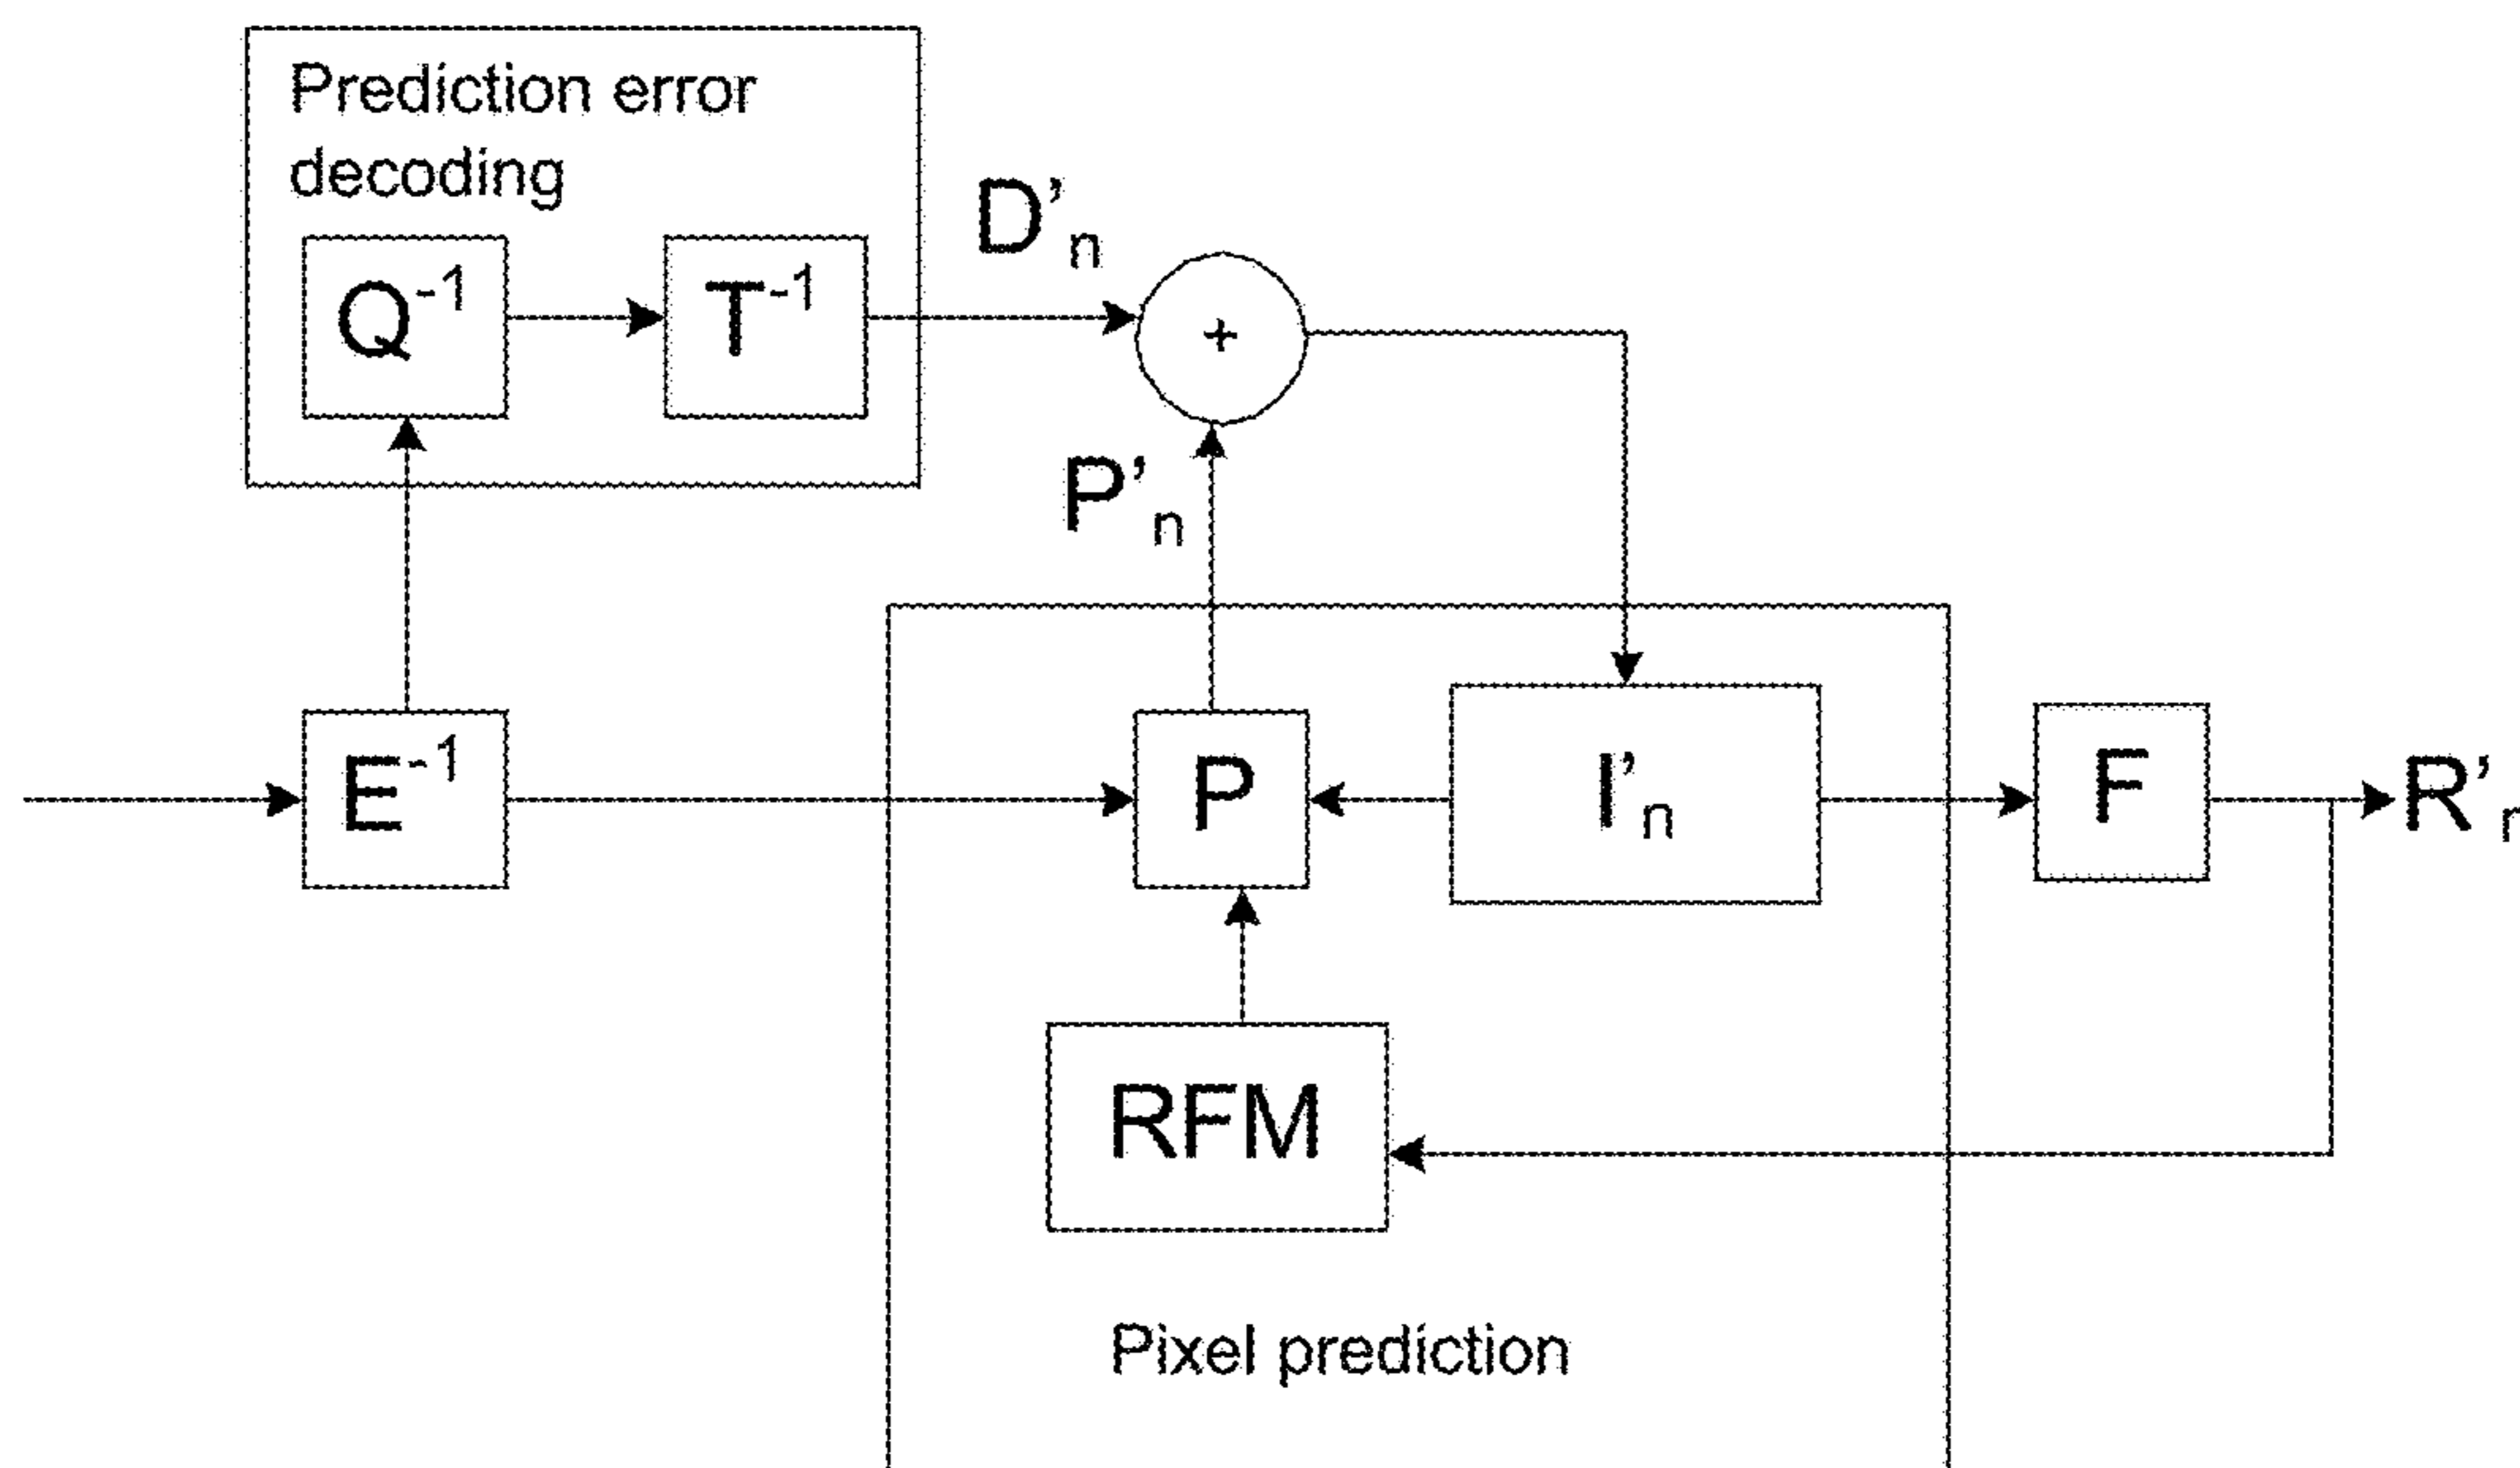 Prediction error
decoding
D'n
Q-1
T-1
+
P'n
E-1
P
I'n
F
R'
RFM
Pixel prediction